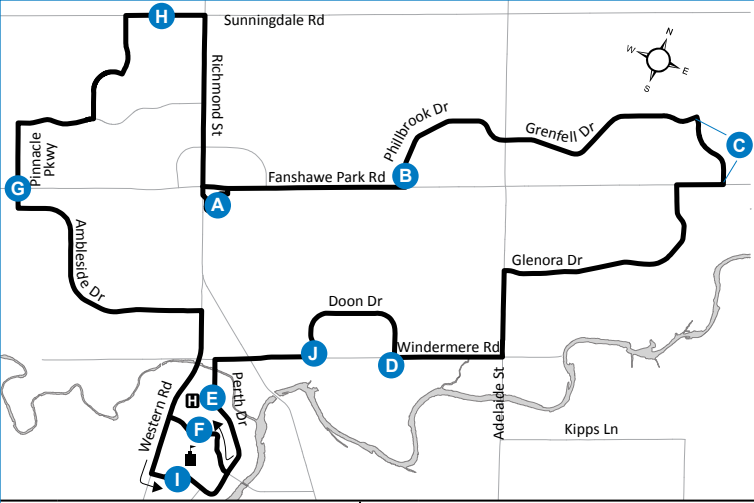 H
Sunningdale Rd
Richmond St
N
W
E
S
Phillbrook Dr
Grenfell Dr
C
Pinnacle
Pkwy
G
Fanshawe Park Rd
B
A
Ambleside Dr
Glenora Dr
Doon Dr
J
D
Windermere Rd
Adelaide St
Western Rd
H
E
Perth Dr
F
I
Kipps Ln